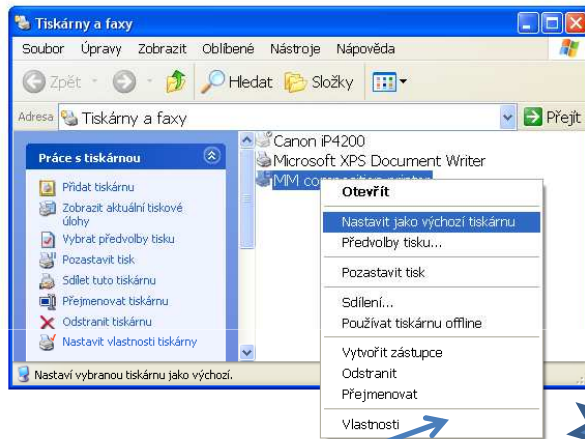 Tiskárny a faxy
Soubor Úpravy Zobrazit Oblíbené Nástroje Nápověda
Zpět Hledat Složky
Adresa Tiskárny a faxy Přejít
Práce s tiskárnou
Přidat tiskárnu
Zobrazit aktuální tiskové
úlohy
Vybrat předvolby tisku
Pozastavit tisk
Sdílet tuto tiskárnu
Přejmenovat tiskárnu
Odstranit tiskárnu
Nastavit vlastnosti tiskárny
Canon iP4200
Microsoft XPS Document Writer
MM composition printer
Otevřít
Nastavit jako výchozí tiskárnu
Předvolby tisku...
Pozastavit tisk
Sdílení...
Používat tiskárnu offline
Vytvořit zástupce
Odstranit
Přejmenovat
Vlastnosti
Nastaví vybranou tiskárnu jako výchozí.